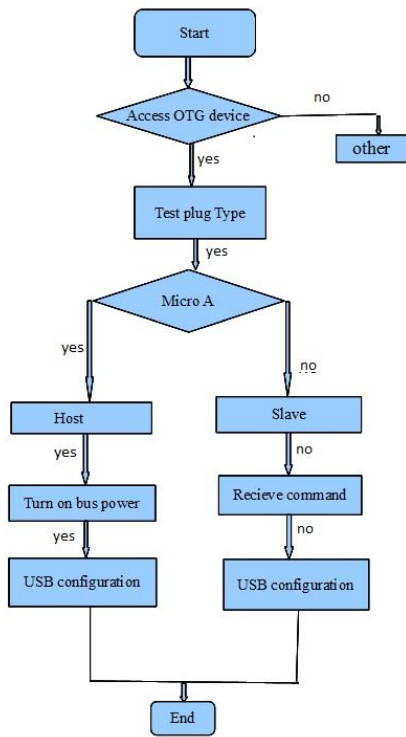 Start
Access OTG device
no
other
yes
Test plug Type
yes
Micro A
yes
no
Host
Slave
yes
no
Turn on bus power
Recieve command
yes
no
USB configuration
USB configuration
End